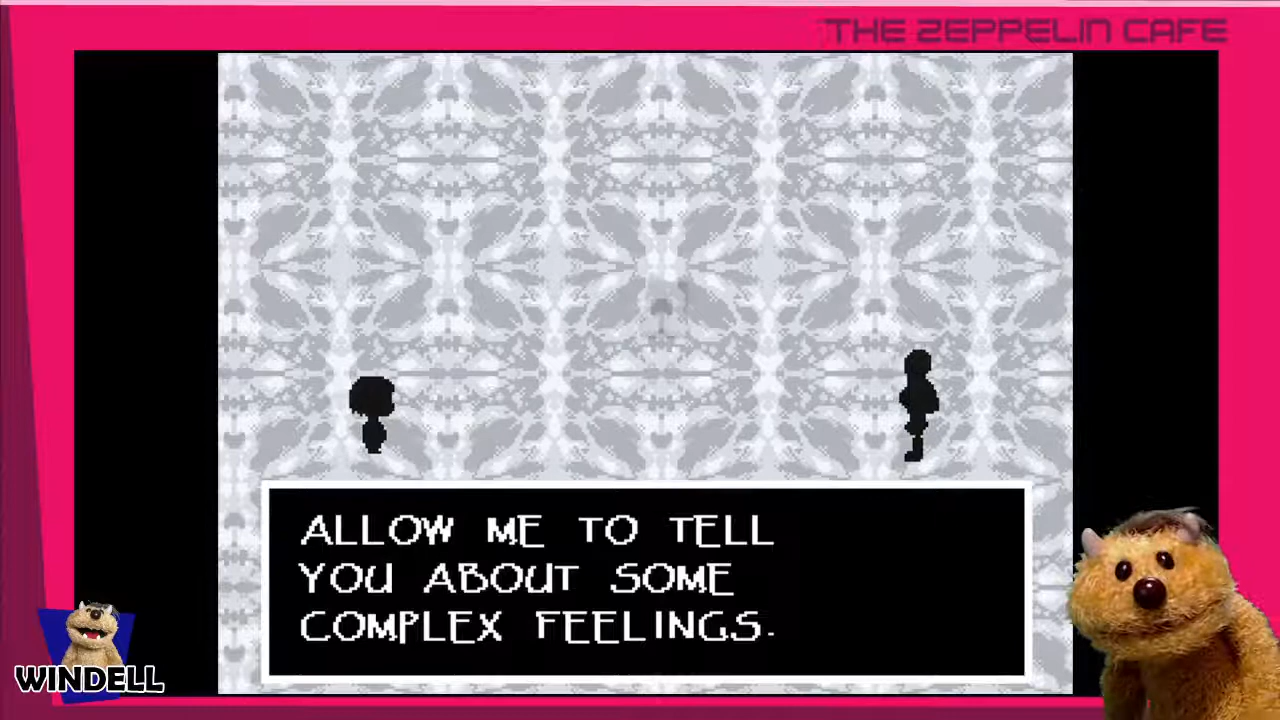 THE ZEPPELIN CAFE
ALLOW ME TO TELL
YOU ABOUT SOME
COMPLEX FEELINGS.
WINDELL